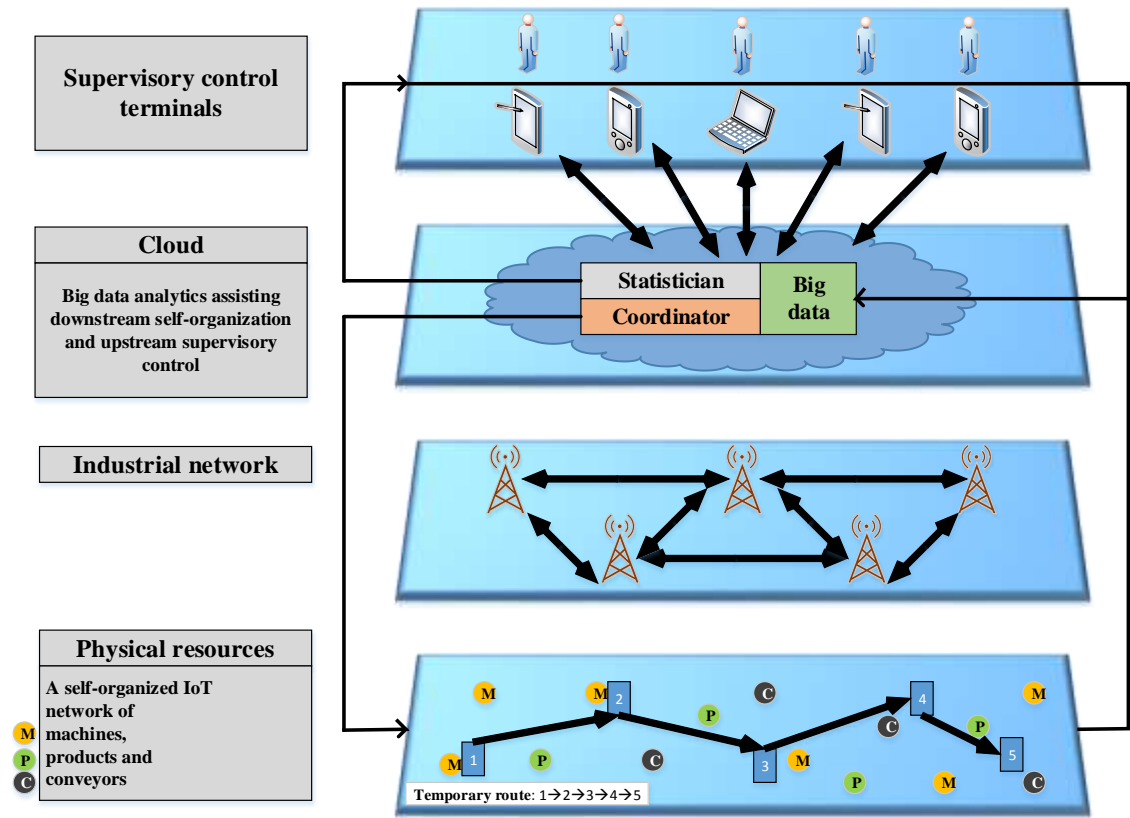 Supervisory control
terminals
Cloud
Big data analytics assisting
downstream self-organization
and upstream supervisory
control
Statistician
Coordinator
Big
data
Industrial network
Physical resources
A self-organized IoT
network of
machines,
products and
conveyors
M
P
C
M
M
2
C
4
M
P
C
P
1
M
P
C
3
M
5
P
M
C
Temporary route: 1→2→3→4→5